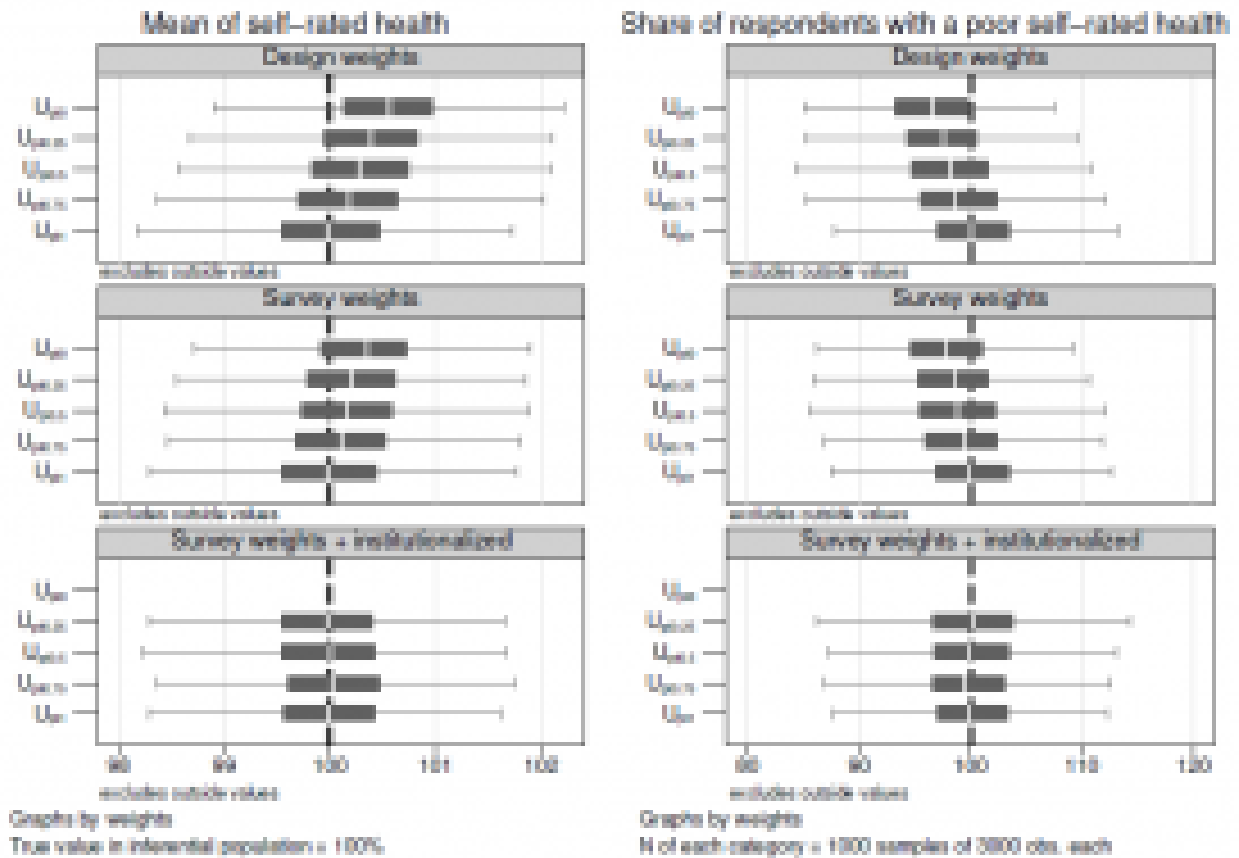 Mean of self-rated health
Design weights
U
U
U
U
U
excludes outside values
Survey weights
U
U
U
U
U
excludes outside values
Survey weights + institutionalized
U
U
U
U
U
98 99 100 101 102
excludes outside values
Graphs by weights
True value in inferential population = 100%
Share of respondents with a poor self-rated health
Design weights
U
U
U
U
U
excludes outside values
Survey weights
U
U
U
U
U
excludes outside values
Survey weights + institutionalized
U
U
U
U
U
80 90 100 110 120
excludes outside values
Graphs by weights
N of each category = 1000 samples of 3000 obs. each